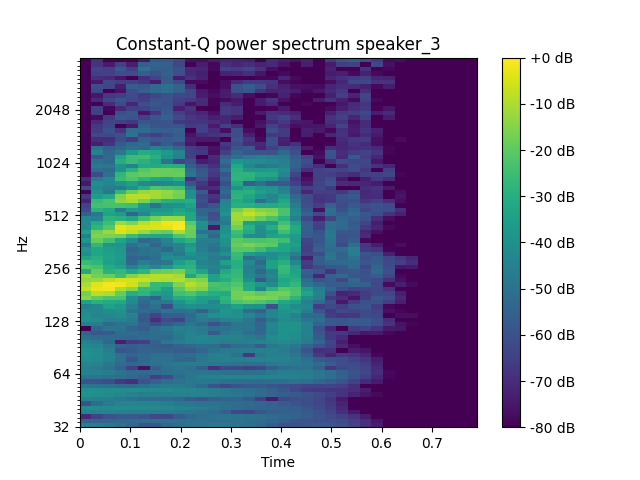 Constant-Q power spectrum speaker_3
Hz
2048
1024
512
256
128
64
32
0 0.1 0.2 0.3 0.4 0.5 0.6 0.7
Time
+0 dB
-10 dB
-20 dB
-30 dB
-40 dB
-50 dB
-60 dB
-70 dB
-80 dB